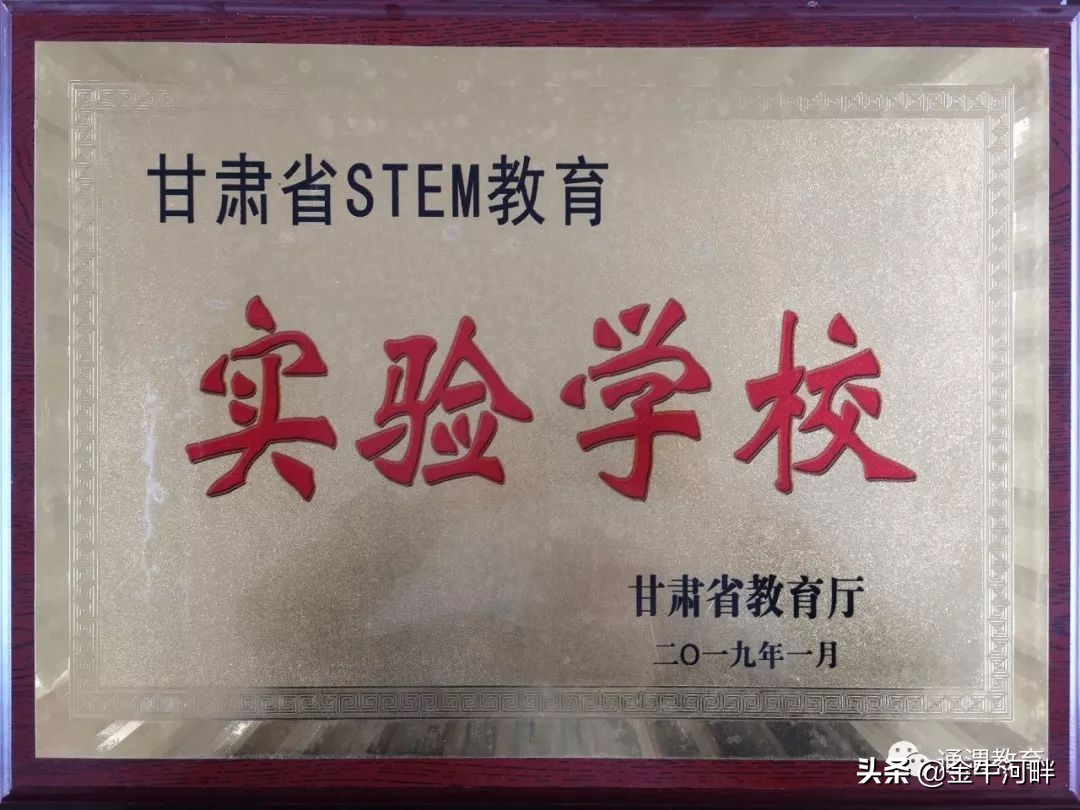 甘肃省STEM教育
实验学校
甘肃省教育厅
二〇一九年一月
通渭教育
头条@金牛河畔